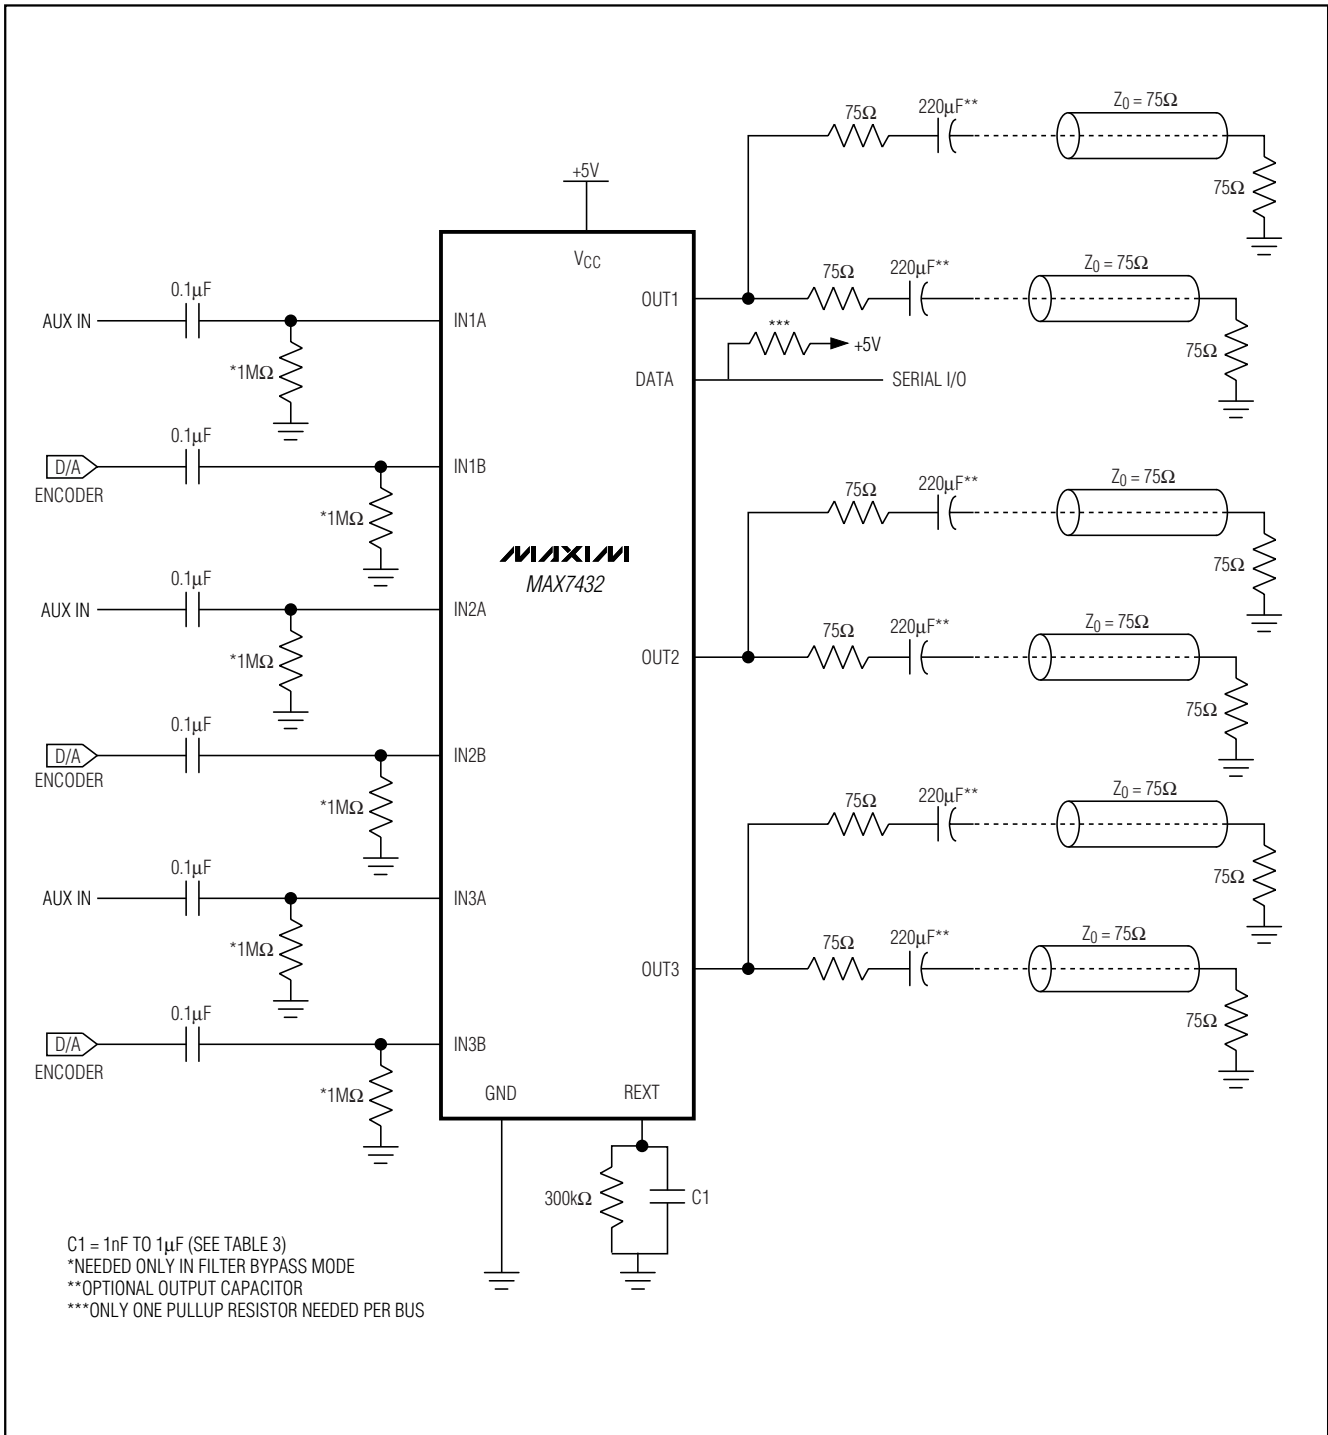 75Ω
220µF**
Z0 = 75Ω
75Ω
+5V
VCC
0.1µF
AUX IN
IN1A
*1MΩ
OUT1
75Ω
220µF**
Z0 = 75Ω
75Ω
***
+5V
DATA
SERIAL I/O
0.1µF
D/A
ENCODER
IN1B
*1MΩ
75Ω
220µF**
Z0 = 75Ω
75Ω
MAXIM
MAX7432
0.1µF
AUX IN
IN2A
*1MΩ
OUT2
75Ω
220µF**
Z0 = 75Ω
75Ω
0.1µF
D/A
ENCODER
IN2B
*1MΩ
75Ω
220µF**
Z0 = 75Ω
75Ω
0.1µF
AUX IN
IN3A
*1MΩ
OUT3
75Ω
220µF**
Z0 = 75Ω
75Ω
0.1µF
D/A
ENCODER
IN3B
*1MΩ
GND
REXT
300kΩ
C1
C1 = 1nF TO 1µF (SEE TABLE 3)
*NEEDED ONLY IN FILTER BYPASS MODE
**OPTIONAL OUTPUT CAPACITOR
***ONLY ONE PULLUP RESISTOR NEEDED PER BUS